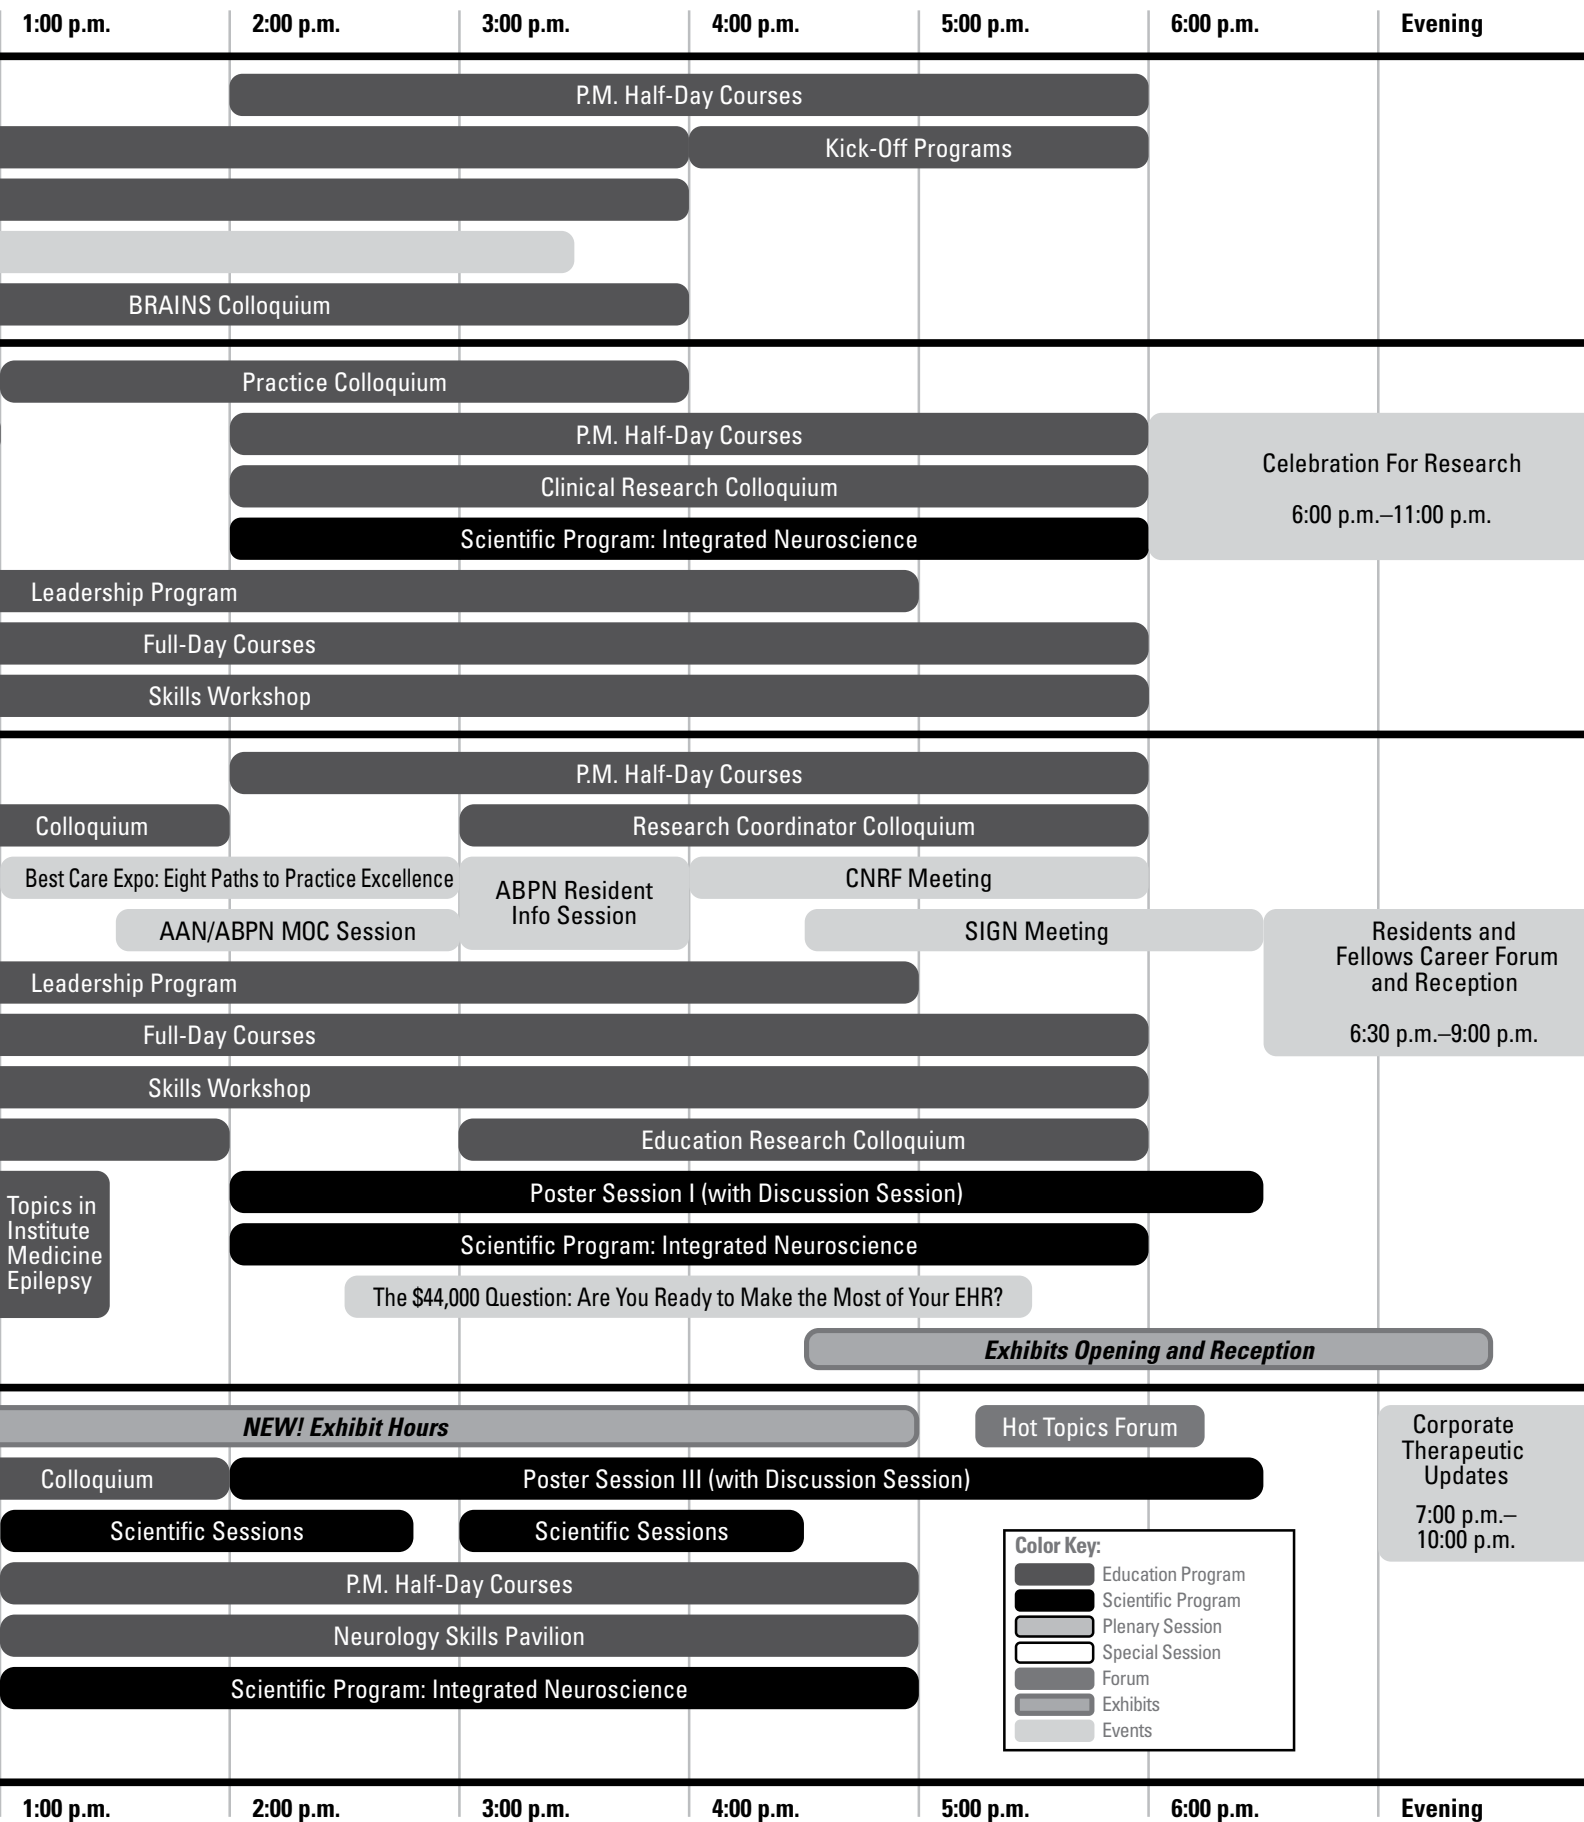 1:00 p.m. 2:00 p.m. 3:00 p.m. 4:00 p.m. 5:00 p.m. 6:00 p.m. Evening
P.M. Half-Day Courses
Kick-Off Programs
BRAINS Colloquium
Practice Colloquium
P.M. Half-Day Courses
Clinical Research Colloquium
Scientific Program: Integrated Neuroscience
Celebration For Research
6:00 p.m.–11:00 p.m.
Leadership Program
Full-Day Courses
Skills Workshop
P.M. Half-Day Courses
Colloquium
Research Coordinator Colloquium
Best Care Expo: Eight Paths to Practice Excellence
ABPN Resident
Info Session
CNRF Meeting
AAN/ABPN MOC Session
SIGN Meeting
Residents and
Fellows Career Forum
and Reception
6:30 p.m.–9:00 p.m.
Leadership Program
Full-Day Courses
Skills Workshop
Education Research Colloquium
Topics in
Institute
Medicine
Epilepsy
Poster Session I (with Discussion Session)
Scientific Program: Integrated Neuroscience
The $44,000 Question: Are You Ready to Make the Most of Your EHR?
Exhibits Opening and Reception
NEW! Exhibit Hours
Hot Topics Forum
Corporate
Therapeutic
Updates
7:00 p.m.–
10:00 p.m.
Colloquium
Poster Session III (with Discussion Session)
Scientific Sessions
Scientific Sessions
P.M. Half-Day Courses
Neurology Skills Pavilion
Scientific Program: Integrated Neuroscience
Color Key:
Education Program
Scientific Program
Plenary Session
Special Session
Forum
Exhibits
Events
1:00 p.m. 2:00 p.m. 3:00 p.m. 4:00 p.m. 5:00 p.m. 6:00 p.m. Evening